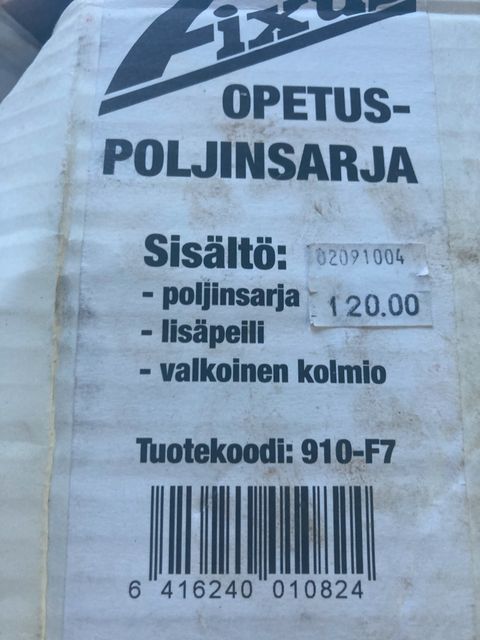 Fixus
OPETUS-
POLJINSARJA
Sisältö:
- poljinsarja
- lisäpeili
- valkoinen kolmio
02091004
120.00
Tuotekoodi: 910-F7
6 416240 010824